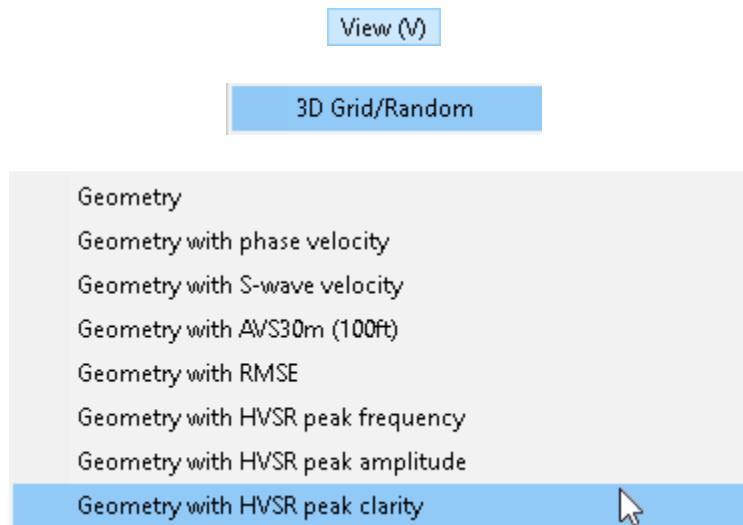 View (V)
3D Grid/Random
Geometry
Geometry with phase velocity
Geometry with S-wave velocity
Geometry with AVS30m (100ft)
Geometry with RMSE
Geometry with HVSR peak frequency
Geometry with HVSR peak amplitude
Geometry with HVSR peak clarity